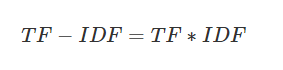 TF − IDF = TF ∗ IDF